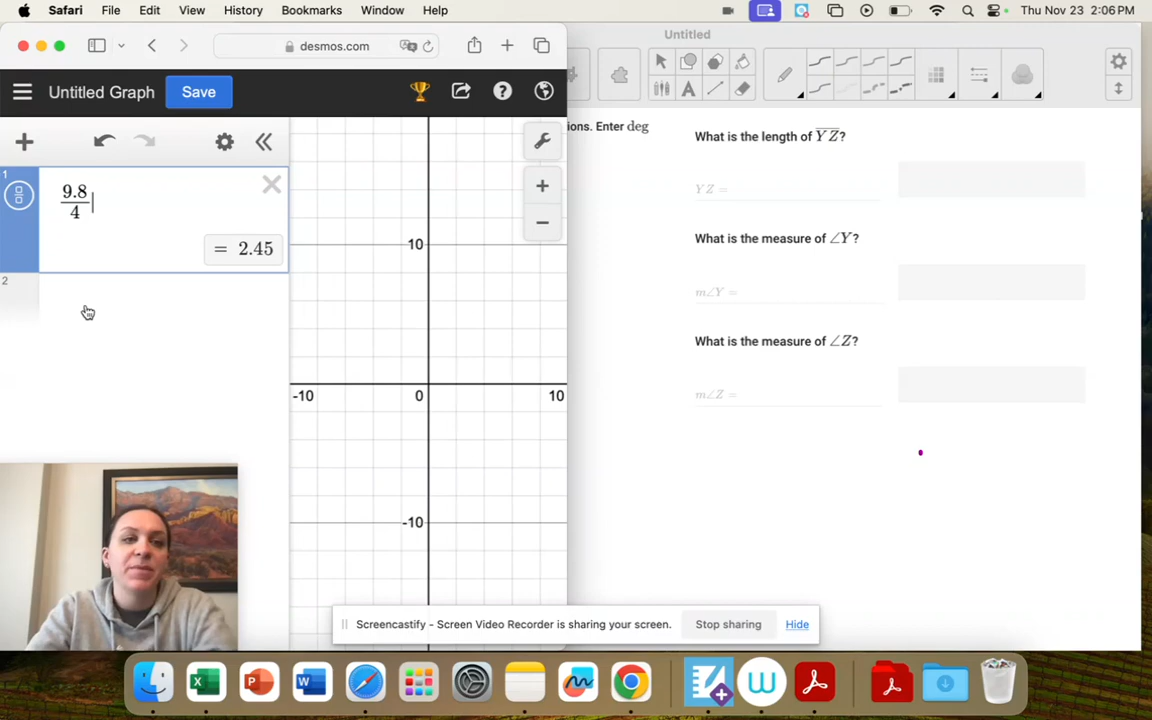 Safari File Edit View History Bookmarks Window Help Thu Nov 23 2:06 PM
Untitled
desmos.com
Untitled Graph Save
ions. Enter deg
What is the length of YZ?
1
9.8
4
= 2.45
YZ =
10
What is the measure of ∠Y?
2
m∠Y =
What is the measure of ∠Z?
-10 0 10
m∠Z =
-10
Screencastify - Screen Video Recorder is sharing your screen. Stop sharing Hide